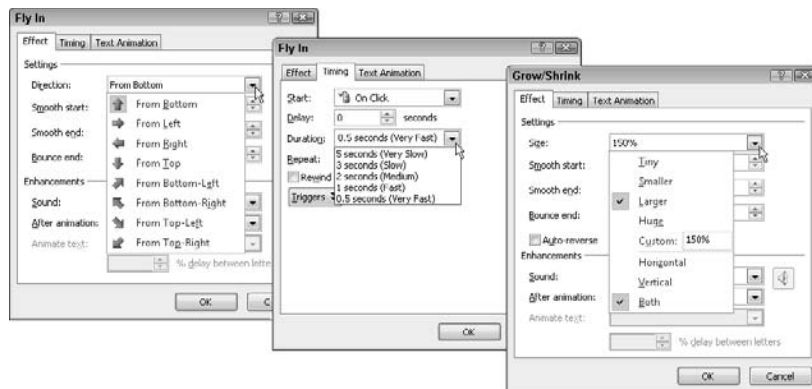 Fly In
Effect Timing Text Animation
Settings
Direction: From Bottom
Smooth start:
Smooth end:
Bounce end:
From Bottom
From Left
From Right
From Top
From Bottom-Left
From Bottom-Right
From Top-Left
From Top-Right
Enhancements
Sound:
After animation:
Animate text:
% delay between lette
OK
C
Fly In
Effect Timing Text Animation
Start: On Click
Delay: 0 seconds
Duration: 0.5 seconds (Very Fast)
Repeat:
5 seconds (Very Slow)
3 seconds (Slow)
2 seconds (Medium)
1 seconds (Fast)
0.5 seconds (Very Fast)
Rewind
Triggers
OK
Grow/Shrink
Effect Timing Text Animation
Settings
Size: 150%
Smooth start:
Smooth end:
Bounce end:
Auto-reverse
Tiny
Smaller
Larger
Huge
Custom: 150%
Horizontal
Vertical
Both
Enhancements
Sound:
After animation:
Animate text:
% delay between letters
OK Cancel